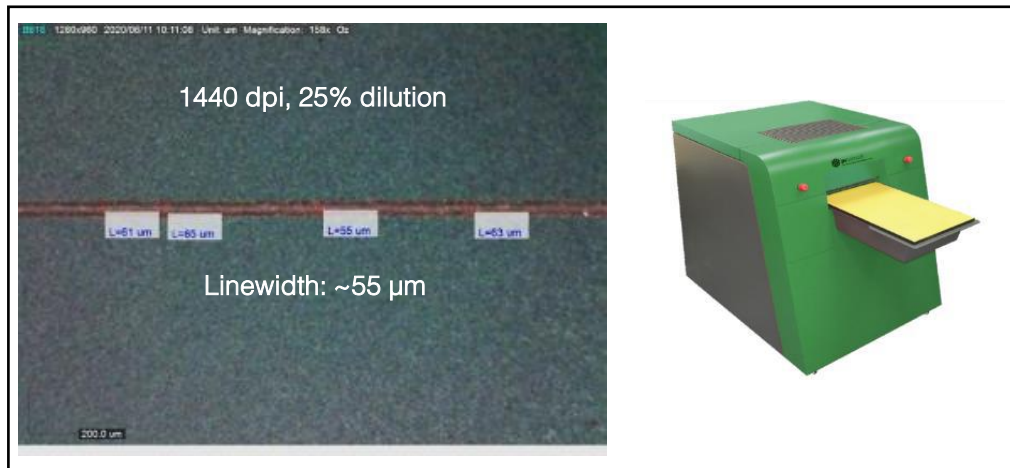 1280x960 2020/06/11 10:11:06 Unit: um Magnification: 158x
1440 dpi, 25% dilution
L=61 um
L=65 um
L=55 um
L=63 um
Linewidth: ~55 μm
200.0 um